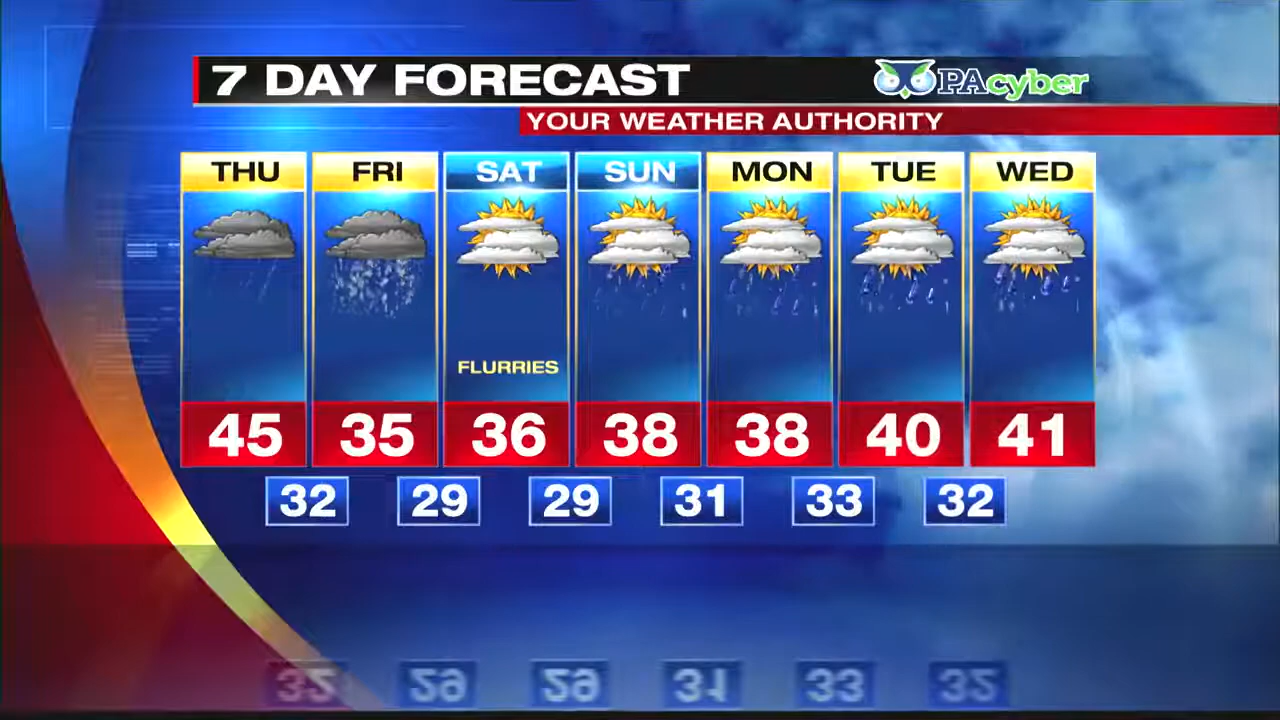 7 DAY FORECAST PAcyber
YOUR WEATHER AUTHORITY
THU FRI SAT SUN MON TUE WED
FLURRIES
45 35 36 38 38 40 41
32 29 29 31 33 32